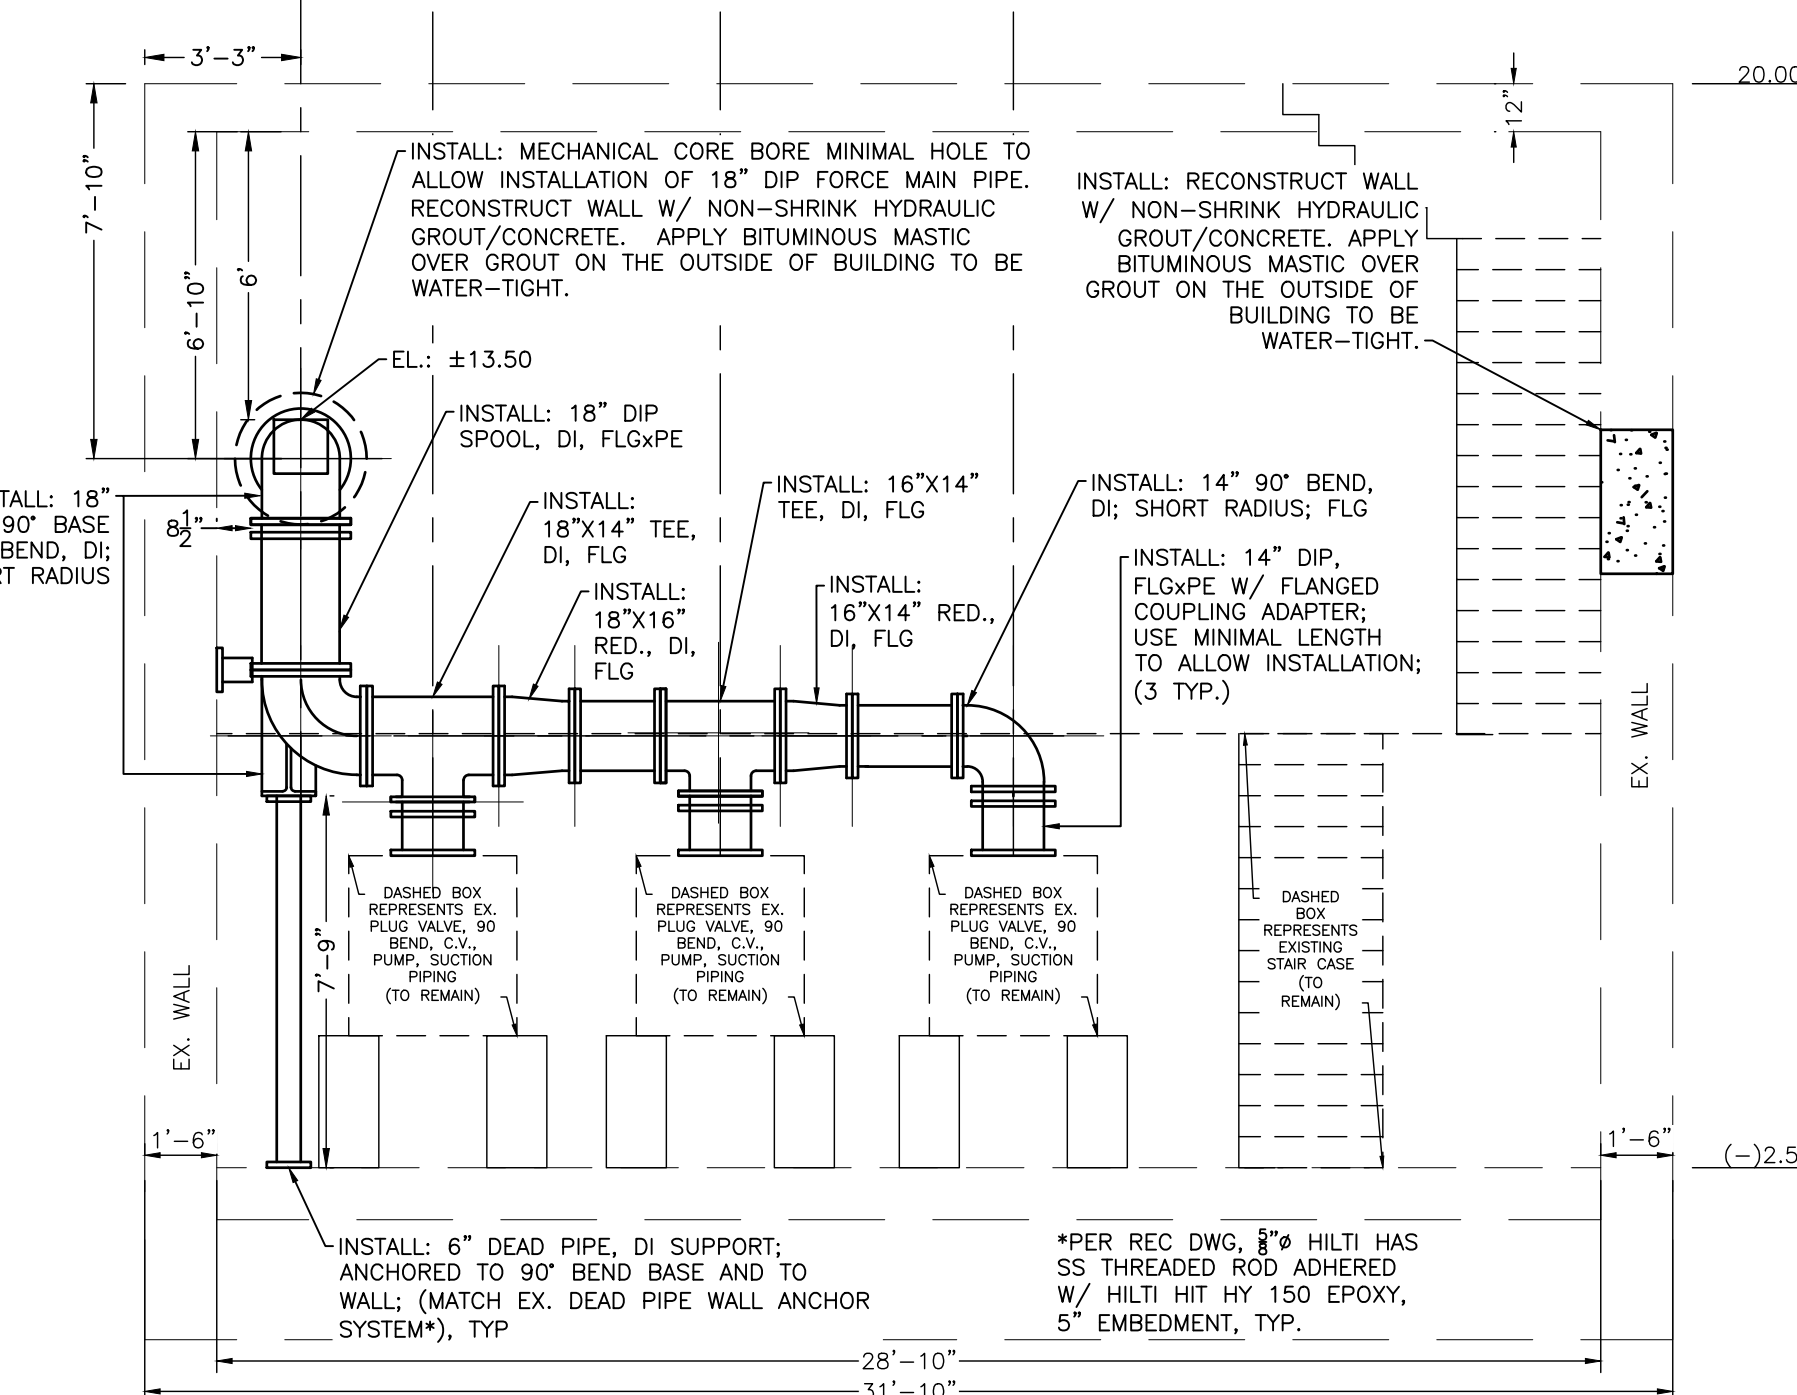 3'-3"
20.00
12"
7'-10"
6'-10"
6'
INSTALL: MECHANICAL CORE BORE MINIMAL HOLE TO
ALLOW INSTALLATION OF 18" DIP FORCE MAIN PIPE.
RECONSTRUCT WALL W/ NON-SHRINK HYDRAULIC
GROUT/CONCRETE. APPLY BITUMINOUS MASTIC
OVER GROUT ON THE OUTSIDE OF BUILDING TO BE
WATER-TIGHT.
INSTALL: RECONSTRUCT WALL
W/ NON-SHRINK HYDRAULIC
GROUT/CONCRETE. APPLY
BITUMINOUS MASTIC OVER
GROUT ON THE OUTSIDE OF
BUILDING TO BE
WATER-TIGHT.
EL.: ±13.50
INSTALL: 18" DIP
SPOOL, DI, FLGxPE
TALL: 18"
90° BASE
BEND, DI;
RT RADIUS
8 1/2"
INSTALL:
18"X14" TEE,
DI, FLG
INSTALL: 16"X14"
TEE, DI, FLG
INSTALL: 14" 90° BEND,
DI; SHORT RADIUS; FLG
INSTALL:
18"X16"
RED., DI,
FLG
INSTALL:
16"X14" RED.,
DI, FLG
INSTALL: 14" DIP,
FLGxPE W/ FLANGED
COUPLING ADAPTER;
USE MINIMAL LENGTH
TO ALLOW INSTALLATION;
(3 TYP.)
EX. WALL
DASHED BOX
REPRESENTS EX.
PLUG VALVE, 90
BEND, C.V.,
PUMP, SUCTION
PIPING
(TO REMAIN)
DASHED BOX
REPRESENTS EX.
PLUG VALVE, 90
BEND, C.V.,
PUMP, SUCTION
PIPING
(TO REMAIN)
DASHED BOX
REPRESENTS EX.
PLUG VALVE, 90
BEND, C.V.,
PUMP, SUCTION
PIPING
(TO REMAIN)
DASHED
BOX
REPRESENTS
EXISTING
STAIR CASE
(TO
REMAIN)
7'-9"
EX. WALL
1'-6"
1'-6"
(-)2.5
INSTALL: 6" DEAD PIPE, DI SUPPORT;
ANCHORED TO 90° BEND BASE AND TO
WALL; (MATCH EX. DEAD PIPE WALL ANCHOR
SYSTEM*), TYP
*PER REC DWG, 5/8"Ø HILTI HAS
SS THREADED ROD ADHERED
W/ HILTI HIT HY 150 EPOXY,
5" EMBEDMENT, TYP.
28'-10"
31'-10"